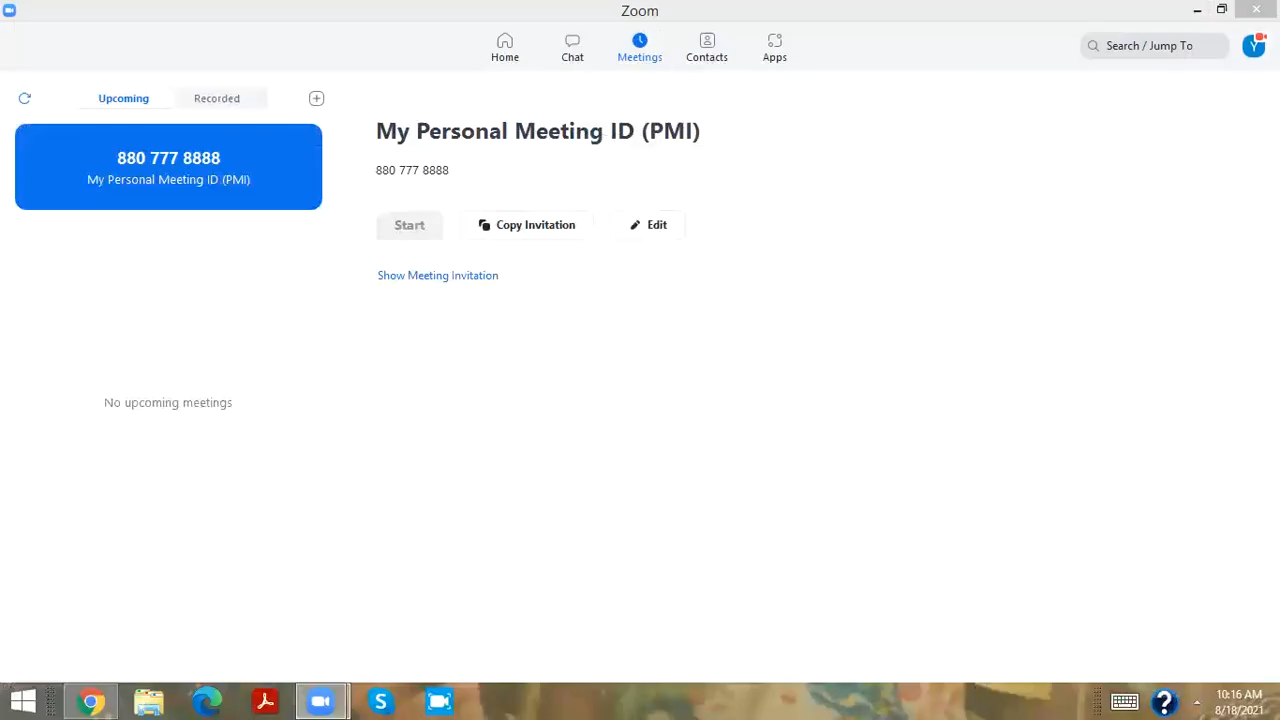 Zoom
Home
Chat
Meetings
Contacts
Apps
Search / Jump To
Y
Upcoming
Recorded
880 777 8888
My Personal Meeting ID (PMI)
No upcoming meetings
My Personal Meeting ID (PMI)
880 777 8888
Start
Copy Invitation
Edit
Show Meeting Invitation
10:16 AM
8/18/2021